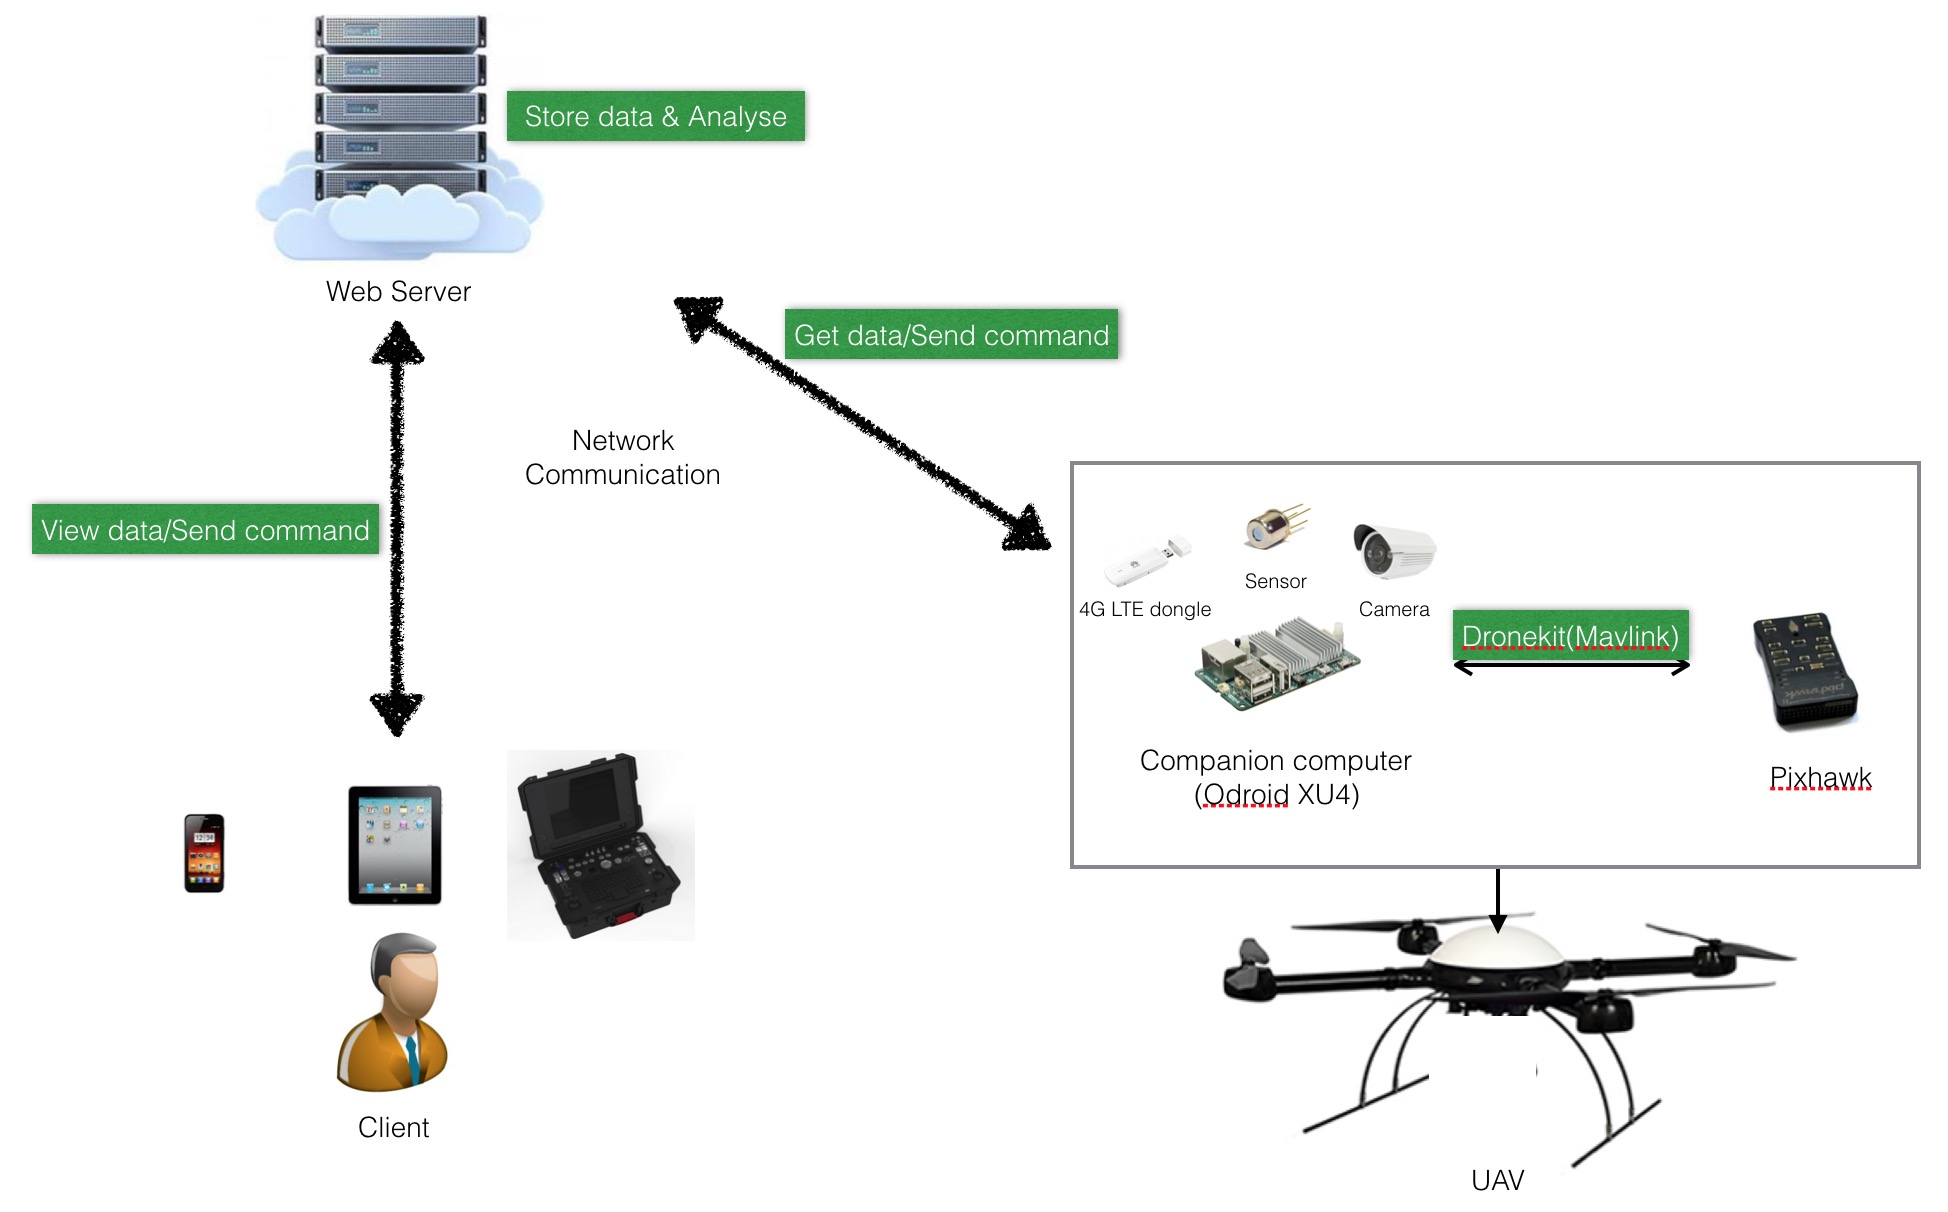 Store data & Analyse
Web Server
Get data/Send command
Network
Communication
View data/Send command
Sensor
4G LTE dongle
Camera
Dronekit(Mavlink)
Companion computer
(Odroid XU4)
Pixhawk
Client
UAV